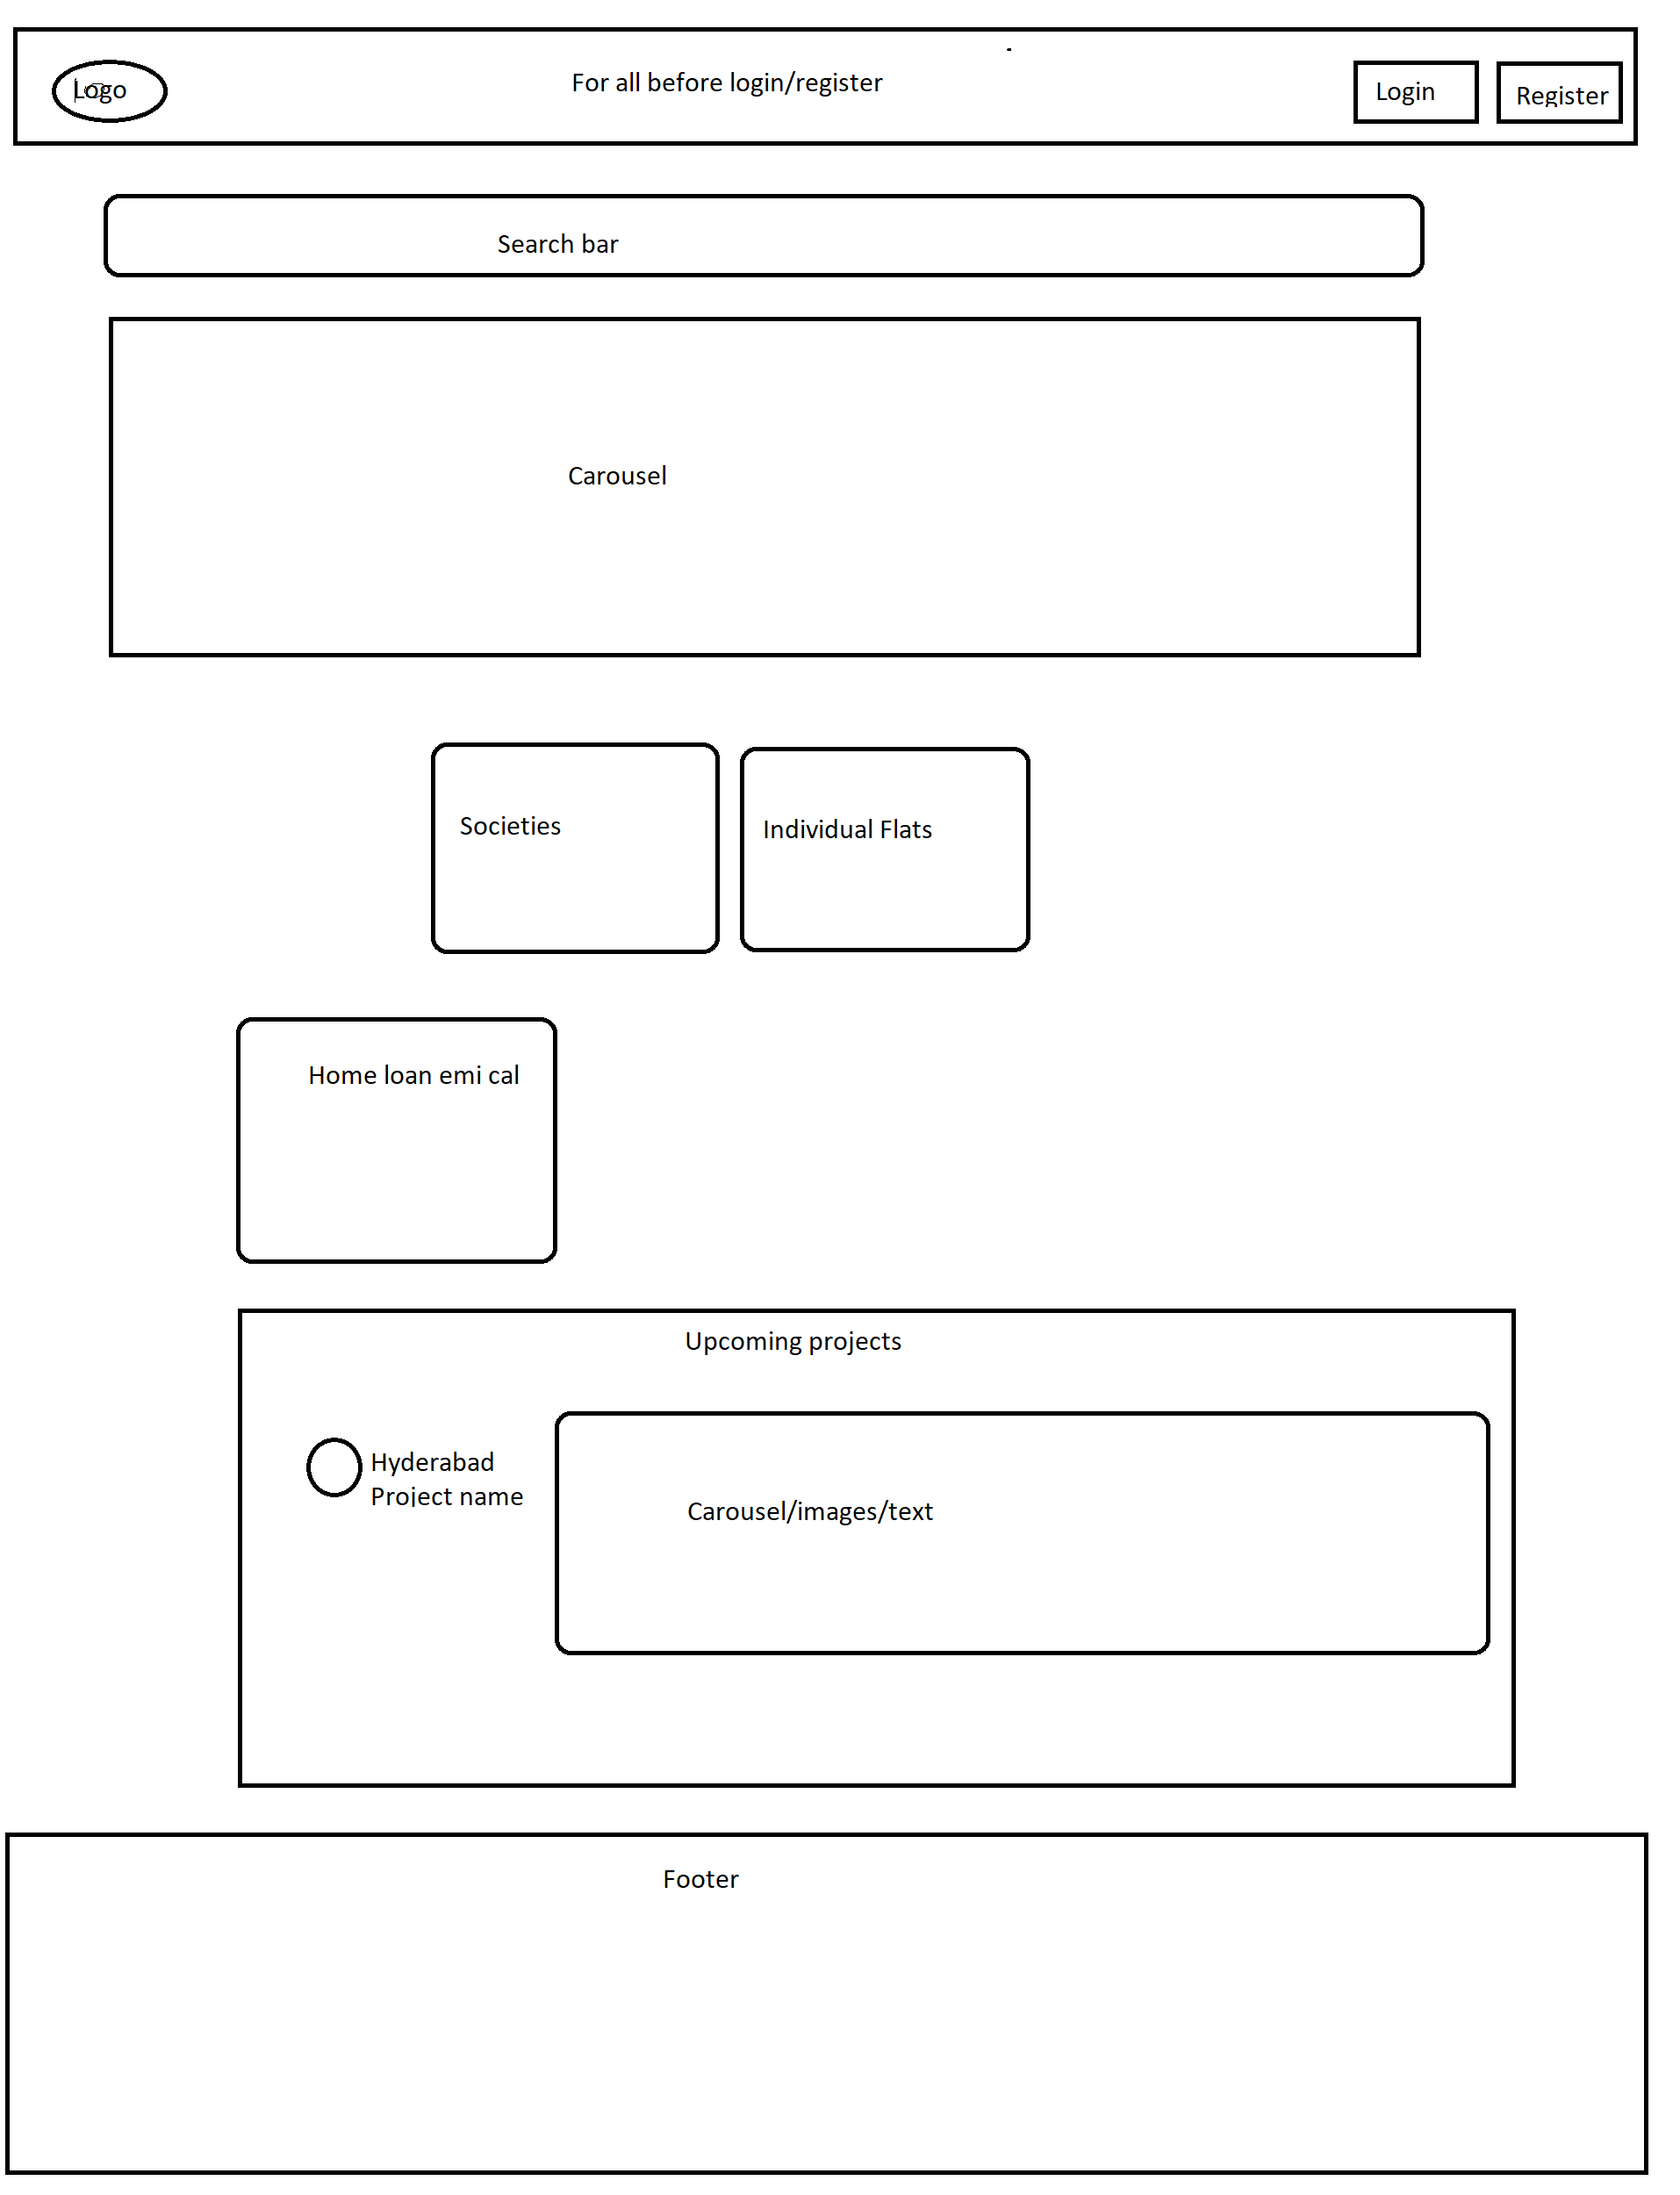 Logo
For all before login/register
Login
Register
Search bar
Carousel
Societies
Individual Flats
Home loan emi cal
Upcoming projects
Hyderabad
Project name
Carousel/images/text
Footer